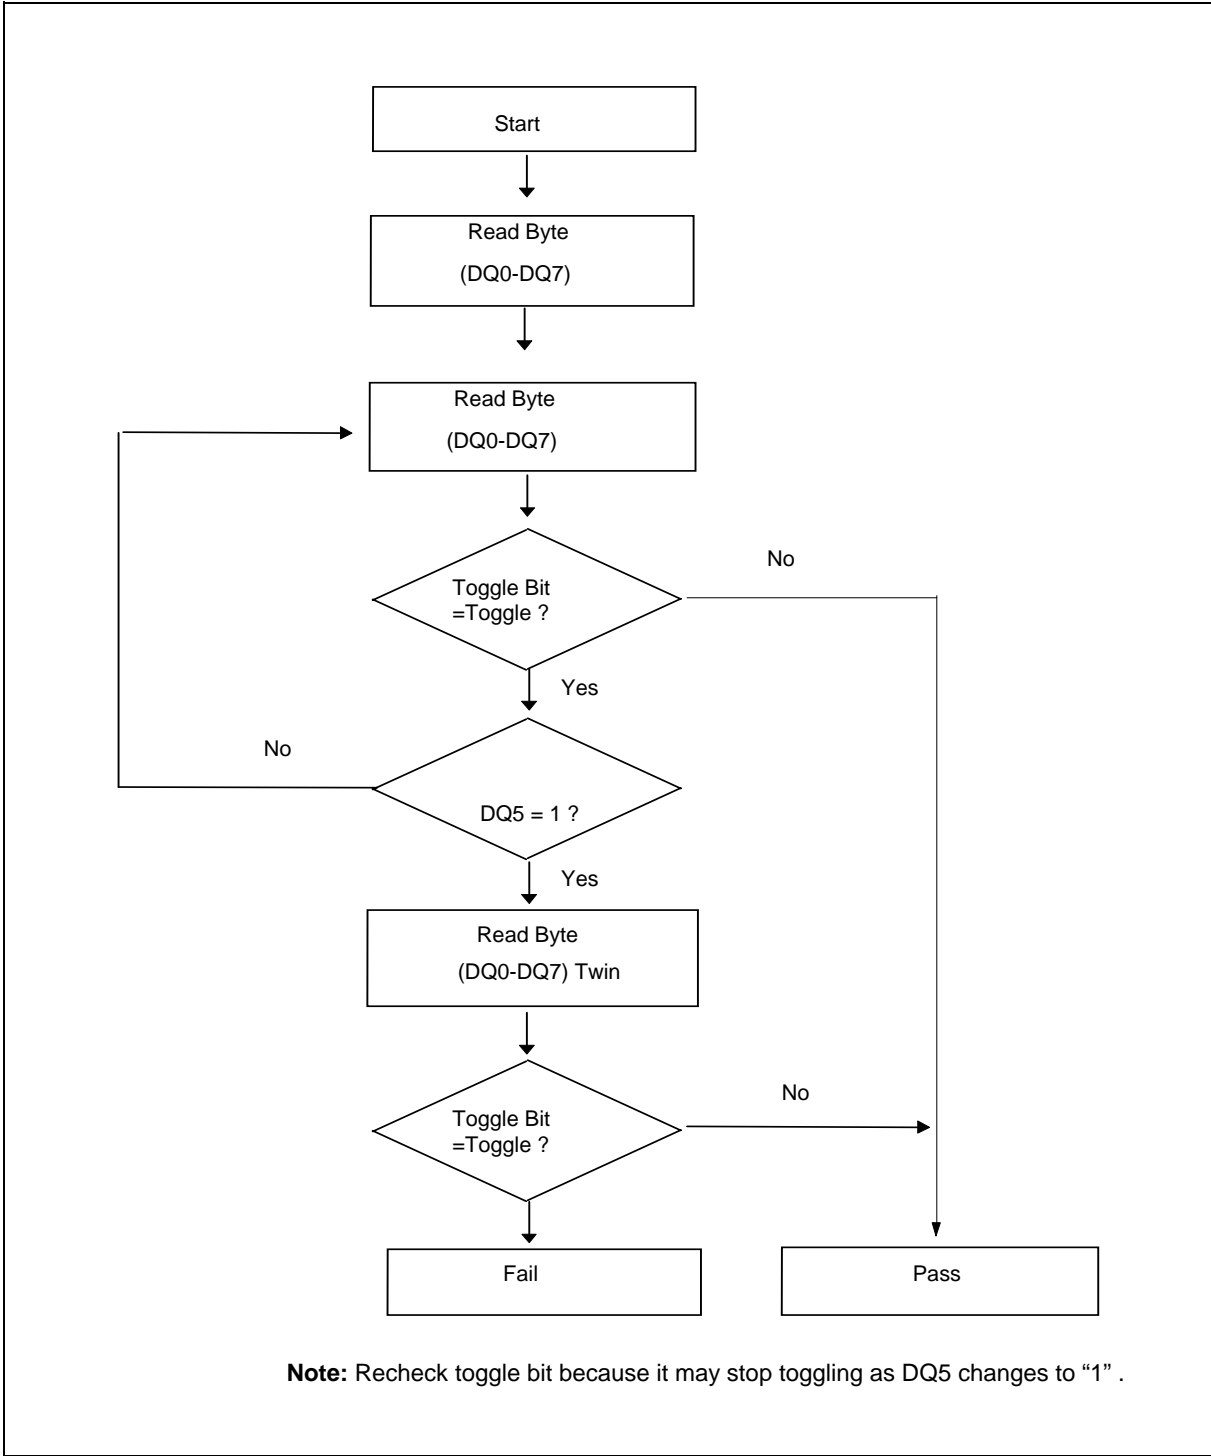 Start
Read Byte
(DQ0-DQ7)
Read Byte
(DQ0-DQ7)
Toggle Bit
=Toggle ?
No
Yes
No
DQ5 = 1 ?
Yes
Read Byte
(DQ0-DQ7) Twin
Toggle Bit
=Toggle ?
No
Fail
Pass
Note: Recheck toggle bit because it may stop toggling as DQ5 changes to “1” .